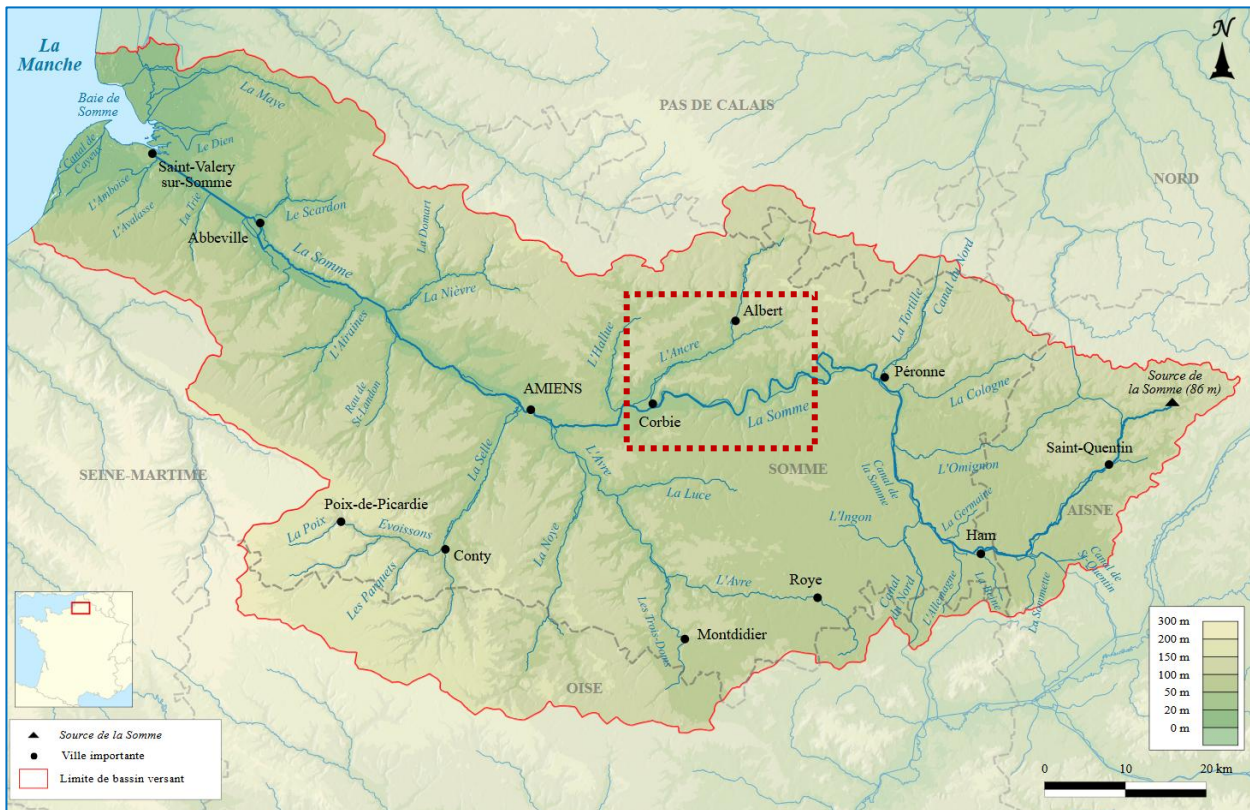 La
Manche
N
PAS DE CALAIS
La Maye
Baie de
Somme
NORD
Le Dien
Canal de
Cayeux
Saint-Valery
sur-Somme
L'Amboise
L'Avalasse
La Trie
Le Scardon
Abbeville
La Domart
La Somme
La Nièvre
L'Airaines
Rau de
St-Landon
L'Hallue
Albert
L'Ancre
La Tortille
Canal du Nord
Péronne
La Cologne
Source de
la Somme (86 m)
AMIENS
Corbie
La Somme
Saint-Quentin
SEINE-MARTIME
La Selle
L'Avre
SOMME
L'Omignon
Canal de
la Somme
La Luce
La Germaine
AISNE
Poix-de-Picardie
La Poix
Evoissons
L'Ingon
Ham
Conty
La Noye
Les Parquets
L'Avre
Roye
Canal
du Nord
L'Allemagne
La Sommette
Canal de
St-Quentin
Les Trois-Doms
Montdidier
OISE
300 m
200 m
150 m
100 m
50 m
20 m
0 m
Source de la Somme
Ville importante
Limite de bassin versant
0 10 20 km